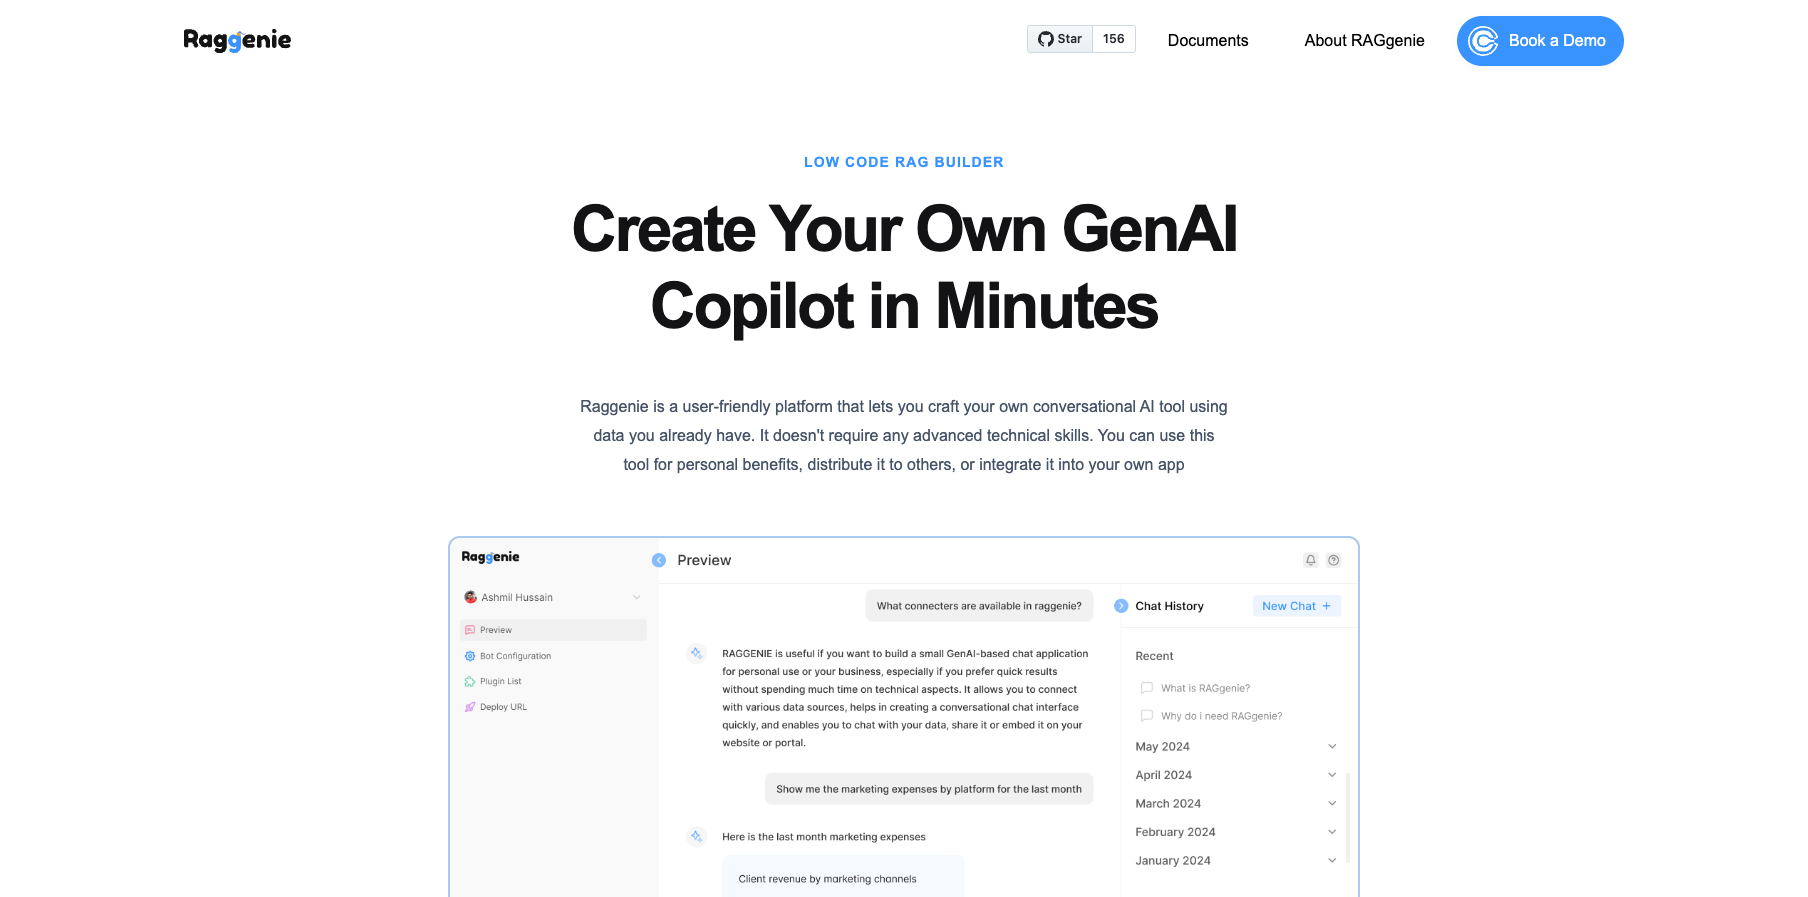 Raggenie
Star 156
Documents
About RAGgenie
Book a Demo
LOW CODE RAG BUILDER
Create Your Own GenAI
Copilot in Minutes
Raggenie is a user-friendly platform that lets you craft your own conversational AI tool using
data you already have. It doesn't require any advanced technical skills. You can use this
tool for personal benefits, distribute it to others, or integrate it into your own app
Raggenie
Ashmil Hussain
Preview
Bot Configuration
Plugin List
Deploy URL
Preview
What connecters are available in raggenie?
RAGGENIE is useful if you want to build a small GenAI-based chat application
for personal use or your business, especially if you prefer quick results
without spending much time on technical aspects. It allows you to connect
with various data sources, helps in creating a conversational chat interface
quickly, and enables you to chat with your data, share it or embed it on your
website or portal.
Show me the marketing expenses by platform for the last month
Here is the last month marketing expenses
Client revenue by marketing channels
Chat History
New Chat +
Recent
What is RAGgenie?
Why do i need RAGgenie?
May 2024
April 2024
March 2024
February 2024
January 2024